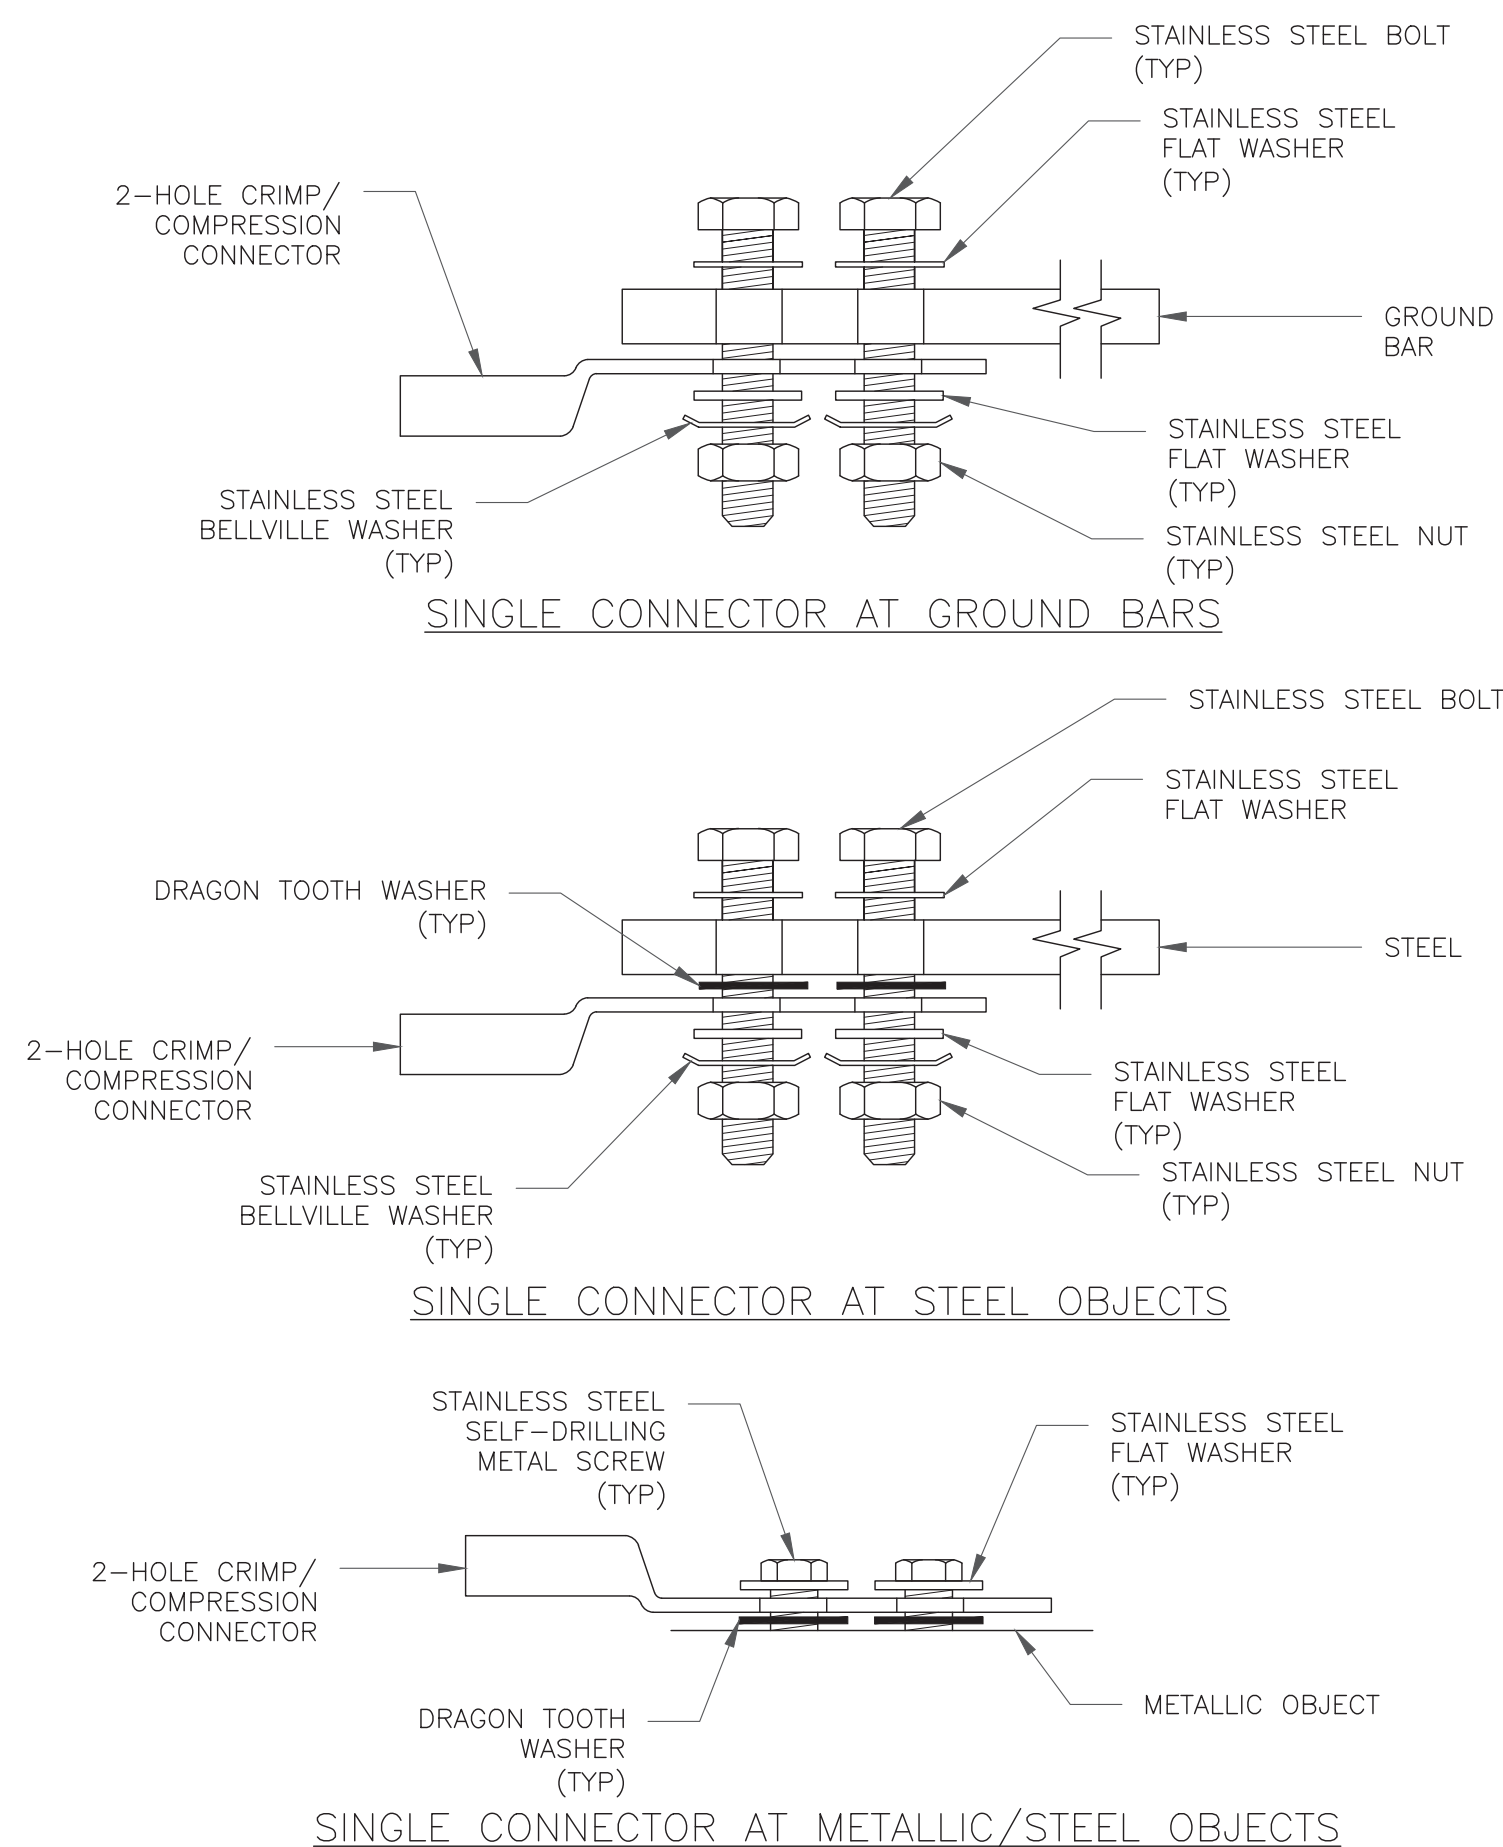 STAINLESS STEEL BOLT
(TYP)
STAINLESS STEEL
FLAT WASHER
(TYP)
2-HOLE CRIMP/
COMPRESSION
CONNECTOR
GROUND
BAR
STAINLESS STEEL
FLAT WASHER
(TYP)
STAINLESS STEEL
BELLVILLE WASHER
(TYP)
STAINLESS STEEL NUT
(TYP)
SINGLE CONNECTOR AT GROUND BARS
STAINLESS STEEL BOLT
STAINLESS STEEL
FLAT WASHER
DRAGON TOOTH WASHER
(TYP)
STEEL
2-HOLE CRIMP/
COMPRESSION
CONNECTOR
STAINLESS STEEL
FLAT WASHER
(TYP)
STAINLESS STEEL NUT
(TYP)
STAINLESS STEEL
BELLVILLE WASHER
(TYP)
SINGLE CONNECTOR AT STEEL OBJECTS
STAINLESS STEEL
SELF-DRILLING
METAL SCREW
(TYP)
STAINLESS STEEL
FLAT WASHER
(TYP)
2-HOLE CRIMP/
COMPRESSION
CONNECTOR
METALLIC OBJECT
DRAGON TOOTH
WASHER
(TYP)
SINGLE CONNECTOR AT METALLIC/STEEL OBJECTS